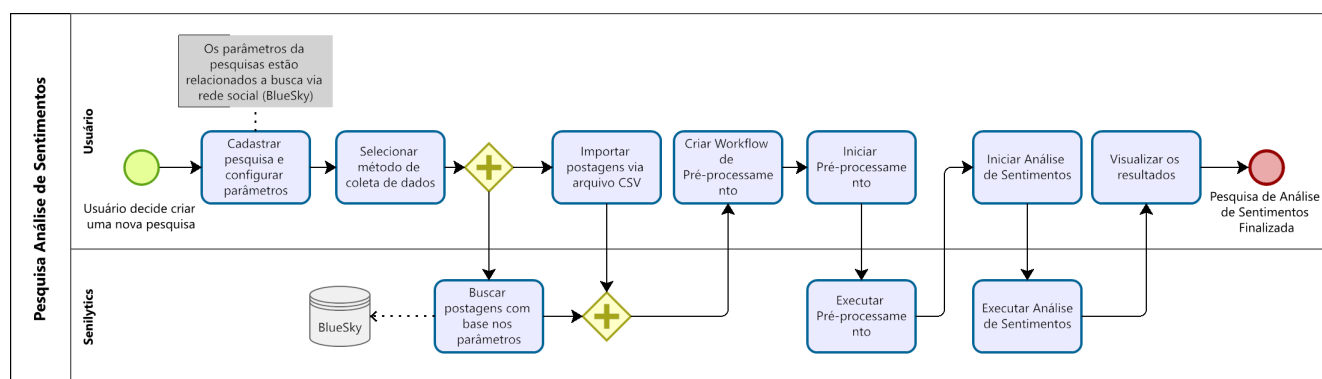 Pesquisa Análise de Sentimentos
Usuário
Os parâmetros da
pesquisas estão
relacionados a busca via
rede social (BlueSky)
Usuário decide criar
uma nova pesquisa
Cadastrar
pesquisa e
configurar
parâmetros
Selecionar
método de
coleta de dados
Importar
postagens via
arquivo CSV
Criar Workflow
de
Pré-processame
nto
Iniciar
Pré-processame
nto
Iniciar Análise
de Sentimentos
Visualizar os
resultados
Pesquisa de Análise
de Sentimentos
Finalizada
Senilytics
BlueSky
Buscar
postagens com
base nos
parâmetros
Executar
Pré-processame
nto
Executar Análise
de Sentimentos